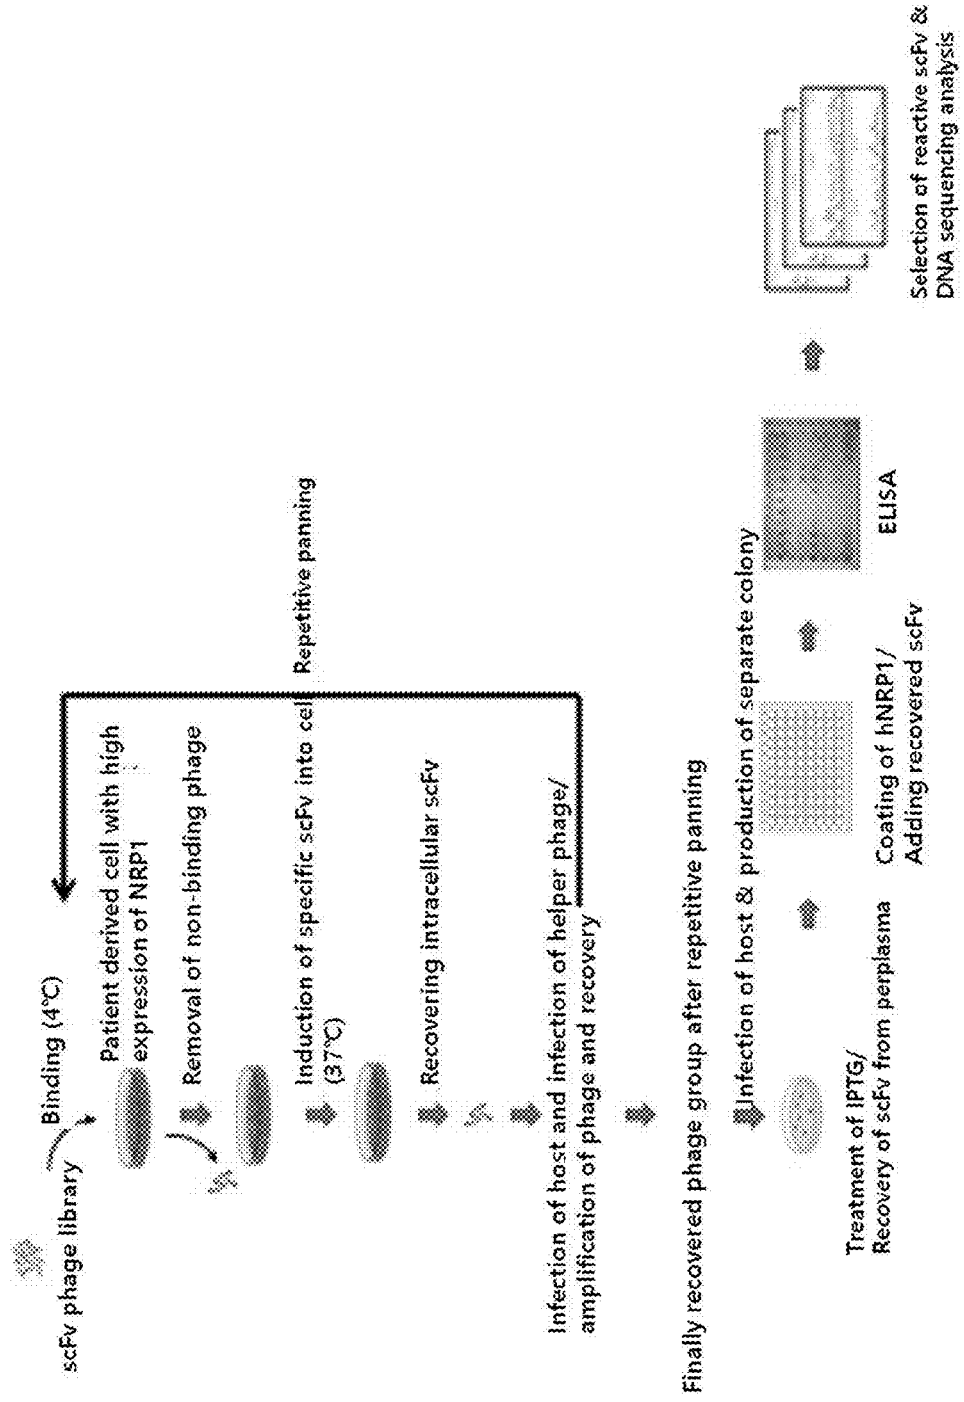 scFv phage library
Binding (4℃)
Patient derived cell with high
expression of NRP1
Removal of non-binding phage
Induction of specific scFv into cell
(37℃)
Repetitive panning
Recovering intracellular scFv
Infection of host and infection of helper phage/
amplification of phage and recovery
Finally recovered phage group after repetitive panning
Infection of host & production of separate colony
Treatment of IPTG/
Recovery of scFv from perplasma
Coating of hNRP1/
Adding recovered scFv
ELISA
Selection of reactive scFv &
DNA sequencing analysis